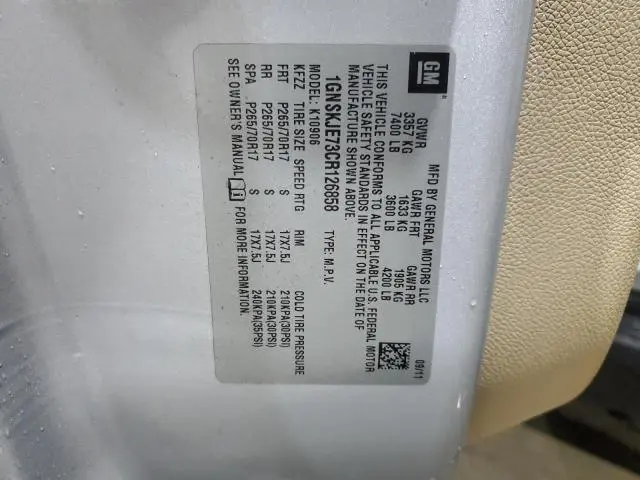 GM
MFD BY GENERAL MOTORS LLC
GVWR GAWR FRT GAWR RR
3357 KG 1633 KG 1905 KG
7400 LB 3600 LB 4200 LB
09/11
THIS VEHICLE CONFORMS TO ALL APPLICABLE U.S. FEDERAL MOTOR
VEHICLE SAFETY STANDARDS IN EFFECT ON THE DATE OF
MANUFACTURE SHOWN ABOVE.
1GNSKJE73CR126858 TYPE: M.P.V.
MODEL: K10906
KFZZ TIRE SIZE SPEED RTG RIM COLD TIRE PRESSURE
FRT P265/70R17 S 17X7.5J 210KPA(30PSI)
RR P265/70R17 S 17X7.5J 210KPA(30PSI)
SPA P265/70R17 S 17X7.5J 240KPA(35PSI)
SEE OWNER'S MANUAL FOR MORE INFORMATION.